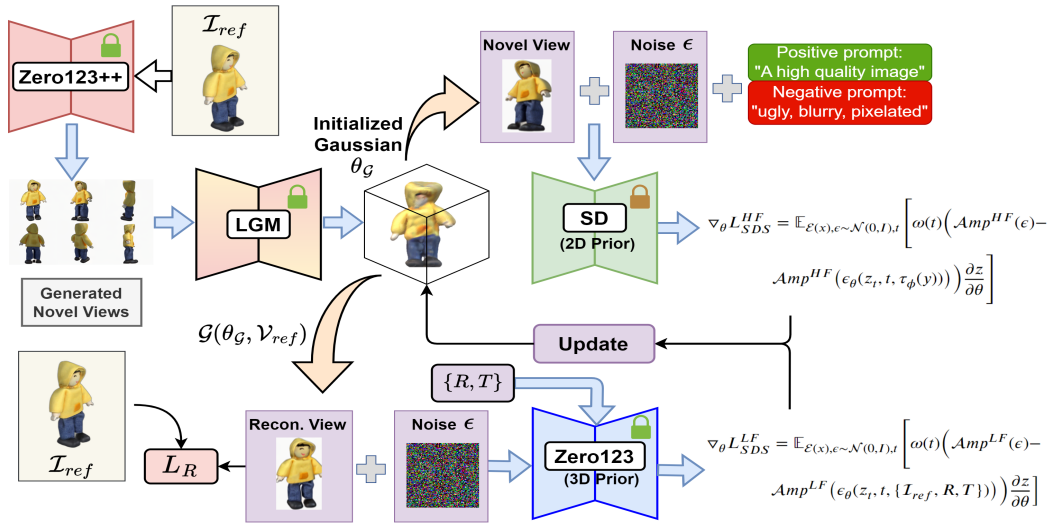 I_ref
Zero123++
Novel View
Noise ϵ
Positive prompt:
"A high quality image"
Negative prompt:
"ugly, blurry, pixelated"
Initialized
Gaussian
θ_G
LGM
SD
(2D Prior)
∇_θ L_{SDS}^{HF} = 𝔼_{ℰ(x),ϵ∼𝒩(0,I),t} [ω(t)(𝒜mp^{HF}(ϵ)−
𝒜mp^{HF}(ϵ_θ(z_t, t, τ_ϕ(y))))∂z/∂θ]
Generated
Novel Views
𝒢(θ_𝒢, 𝒱_ref)
Update
{R, T}
I_ref
L_R
Recon. View
Noise ϵ
Zero123
(3D Prior)
∇_θ L_{SDS}^{LF} = 𝔼_{ℰ(x),ϵ∼𝒩(0,I),t} [ω(t)(𝒜mp^{LF}(ϵ)−
𝒜mp^{LF}(ϵ_θ(z_t, t, {ℐ_ref, R, T})))∂z/∂θ]